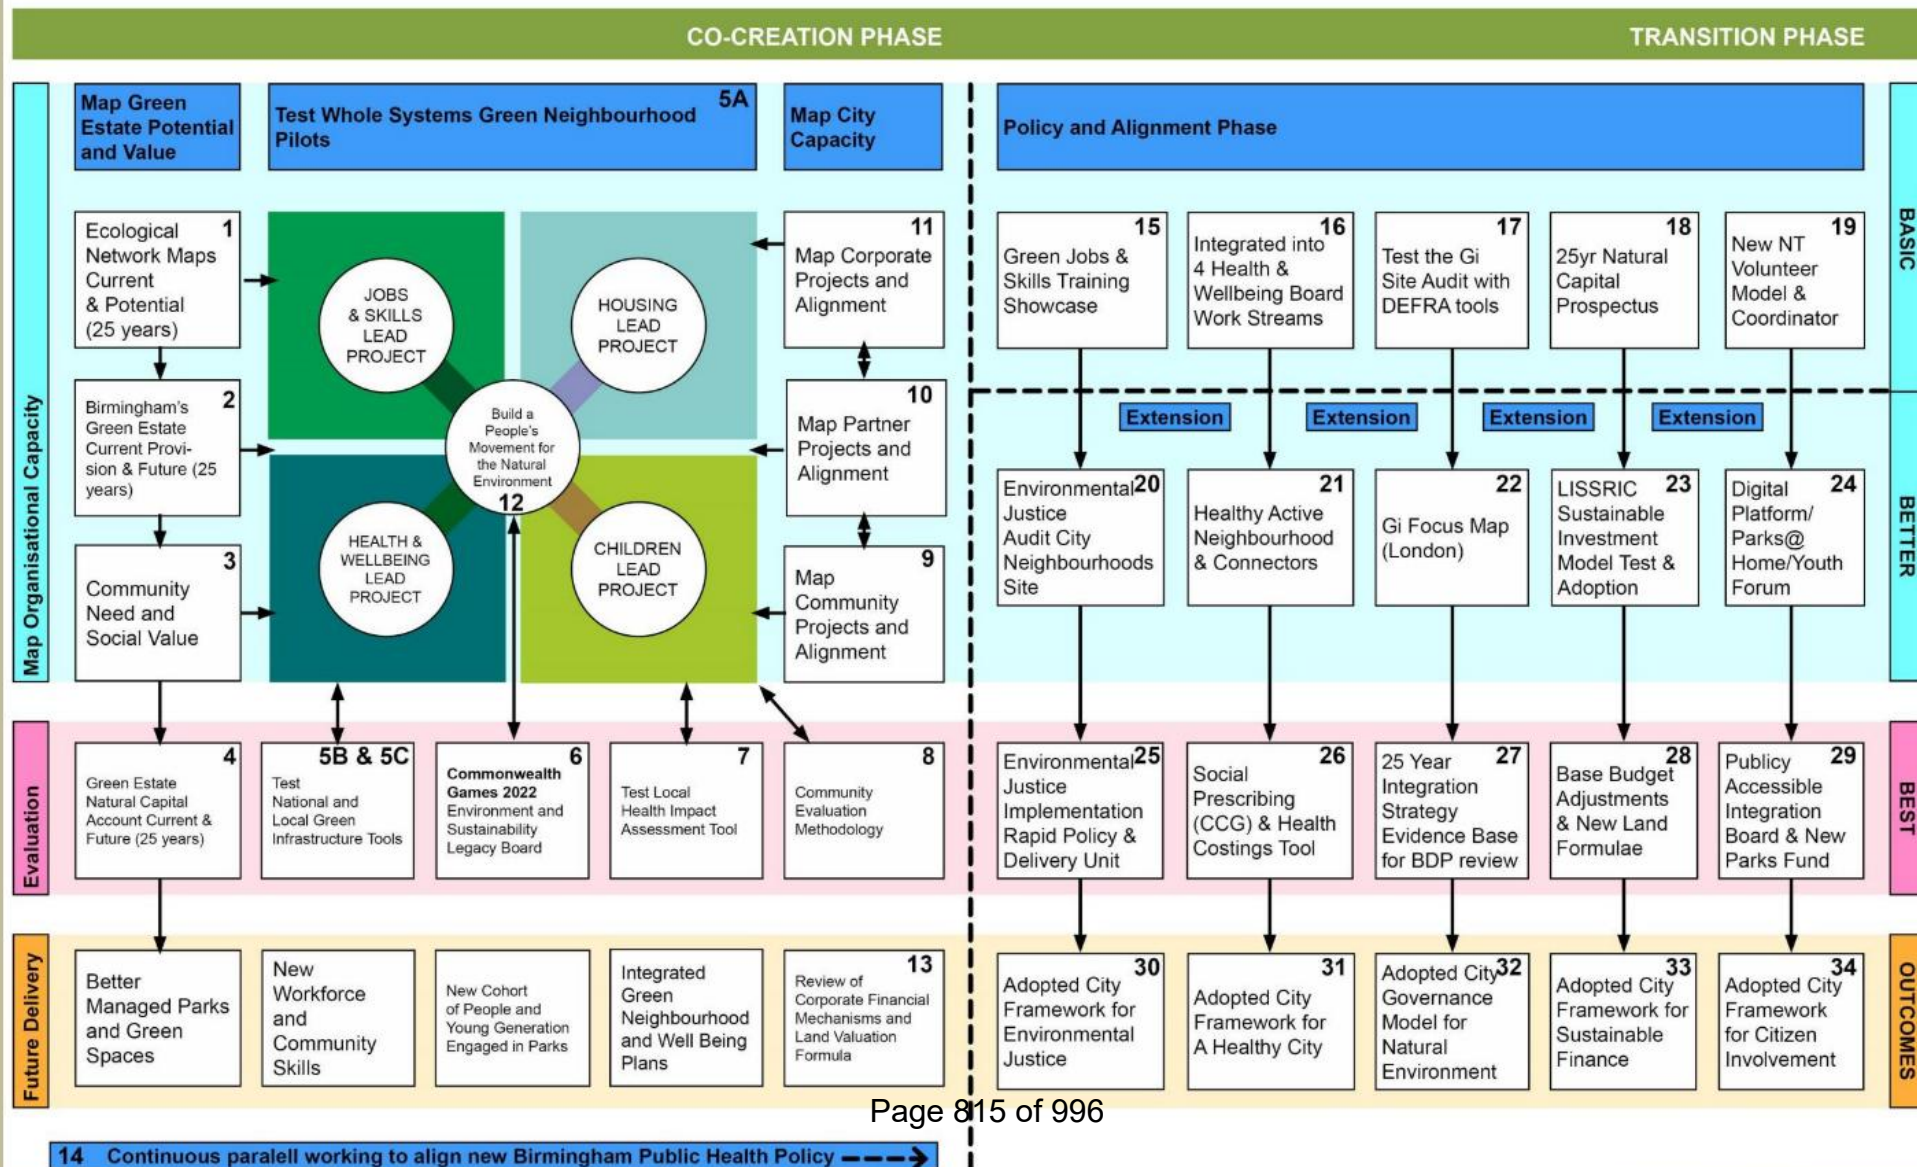 CO-CREATION PHASE
TRANSITION PHASE
Map Organisational Capacity
Map Green
Estate Potential
and Value
5A
Test Whole Systems Green Neighbourhood
Pilots
Map City
Capacity
Policy and Alignment Phase
BASIC
1
Ecological
Network Maps
Current
& Potential
(25 years)
JOBS
& SKILLS
LEAD
PROJECT
HOUSING
LEAD
PROJECT
11
Map Corporate
Projects and
Alignment
15
Green Jobs &
Skills Training
Showcase
16
Integrated into
4 Health &
Wellbeing Board
Work Streams
17
Test the Gi
Site Audit with
DEFRA tools
18
25yr Natural
Capital
Prospectus
19
New NT
Volunteer
Model &
Coordinator
2
Birmingham's
Green Estate
Current Provi-
sion & Future (25
years)
Build a
People's
Movement for
the Natural
Environment
12
10
Map Partner
Projects and
Alignment
Extension
Extension
Extension
Extension
BETTER
3
Community
Need and
Social Value
HEALTH &
WELLBEING
LEAD
PROJECT
CHILDREN
LEAD
PROJECT
9
Map
Community
Projects and
Alignment
Environmental20
Justice
Audit City
Neighbourhoods
Site
21
Healthy Active
Neighbourhood
& Connectors
22
Gi Focus Map
(London)
LISSRIC 23
Sustainable
Investment
Model Test &
Adoption
Digital 24
Platform/
Parks@
Home/Youth
Forum
Evaluation
4
Green Estate
Natural Capital
Account Current &
Future (25 years)
5B & 5C
Test
National and
Local Green
Infrastructure Tools
6
Commonwealth
Games 2022
Environment and
Sustainability
Legacy Board
7
Test Local
Health Impact
Assessment Tool
8
Community
Evaluation
Methodology
Environmental25
Justice
Implementation
Rapid Policy &
Delivery Unit
26
Social
Prescribing
(CCG) & Health
Costings Tool
25 Year 27
Integration
Strategy
Evidence Base
for BDP review
28
Base Budget
Adjustments
& New Land
Formulae
Publicy 29
Accessible
Integration
Board & New
Parks Fund
BEST
Future Delivery
Better
Managed Parks
and Green
Spaces
New
Workforce
and
Community
Skills
New Cohort
of People and
Young Generation
Engaged in Parks
Integrated
Green
Neighbourhood
and Well Being
Plans
13
Review of
Corporate Financial
Mechanisms and
Land Valuation
Formula
30
Adopted City
Framework for
Environmental
Justice
31
Adopted City
Framework for
A Healthy City
Adopted City32
Governance
Model for
Natural
Environment
33
Adopted City
Framework for
Sustainable
Finance
34
Adopted City
Framework
for Citizen
Involvement
OUTCOMES
Page 815 of 996
14 Continuous paralell working to align new Birmingham Public Health Policy